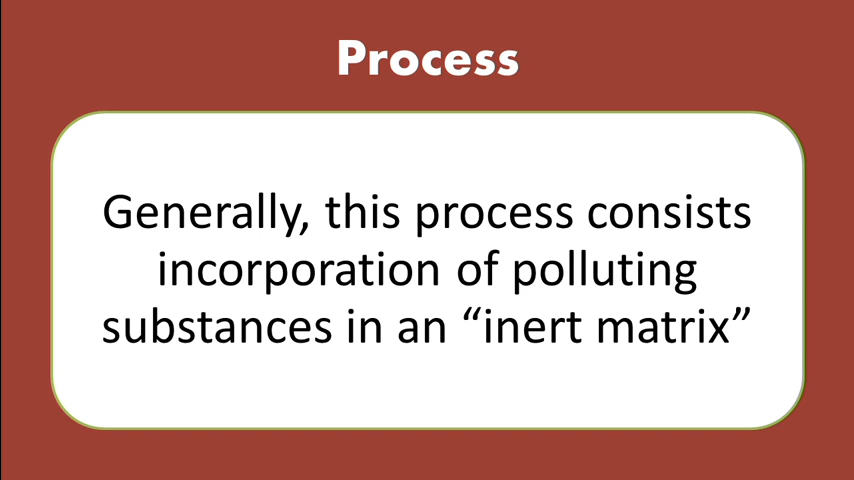 Process
Generally, this process consists
incorporation of polluting
substances in an “inert matrix”